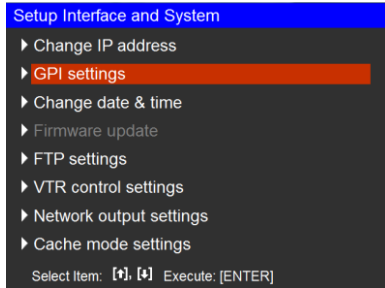 Setup Interface and System
Change IP address
GPI settings
Change date & time
Firmware update
FTP settings
VTR control settings
Network output settings
Cache mode settings
Select Item: [↑], [↓] Execute: [ENTER]